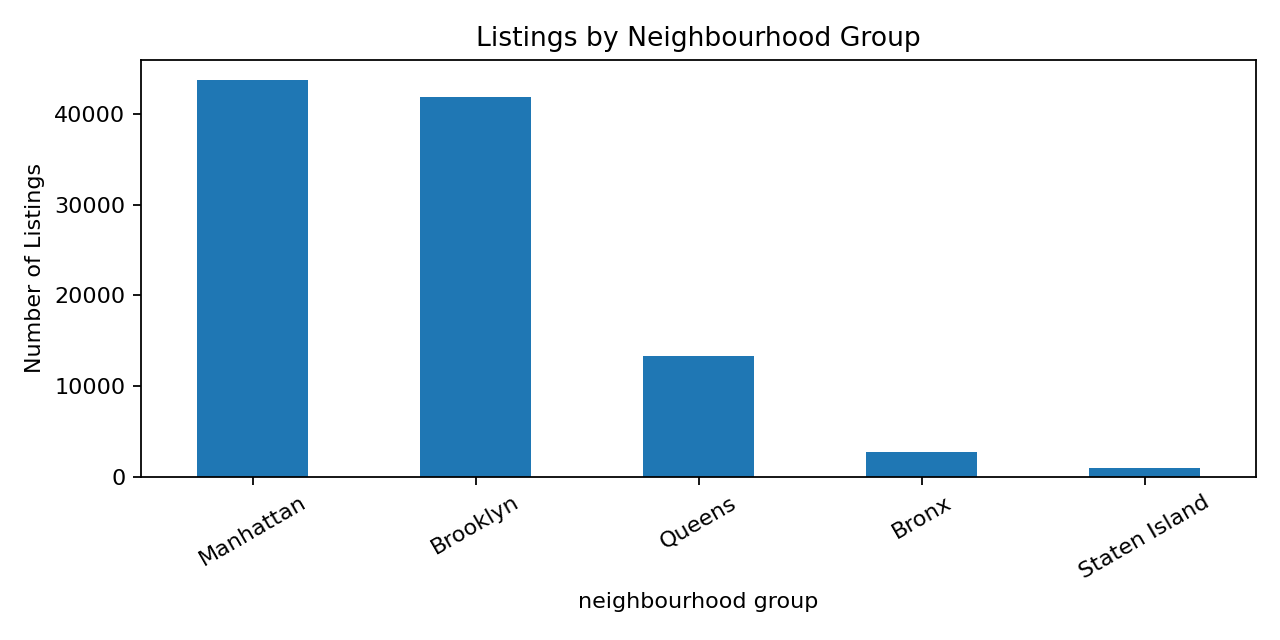 Listings by Neighbourhood Group
Number of Listings
40000
30000
20000
10000
0
Manhattan
Brooklyn
Queens
Bronx
Staten Island
neighbourhood group